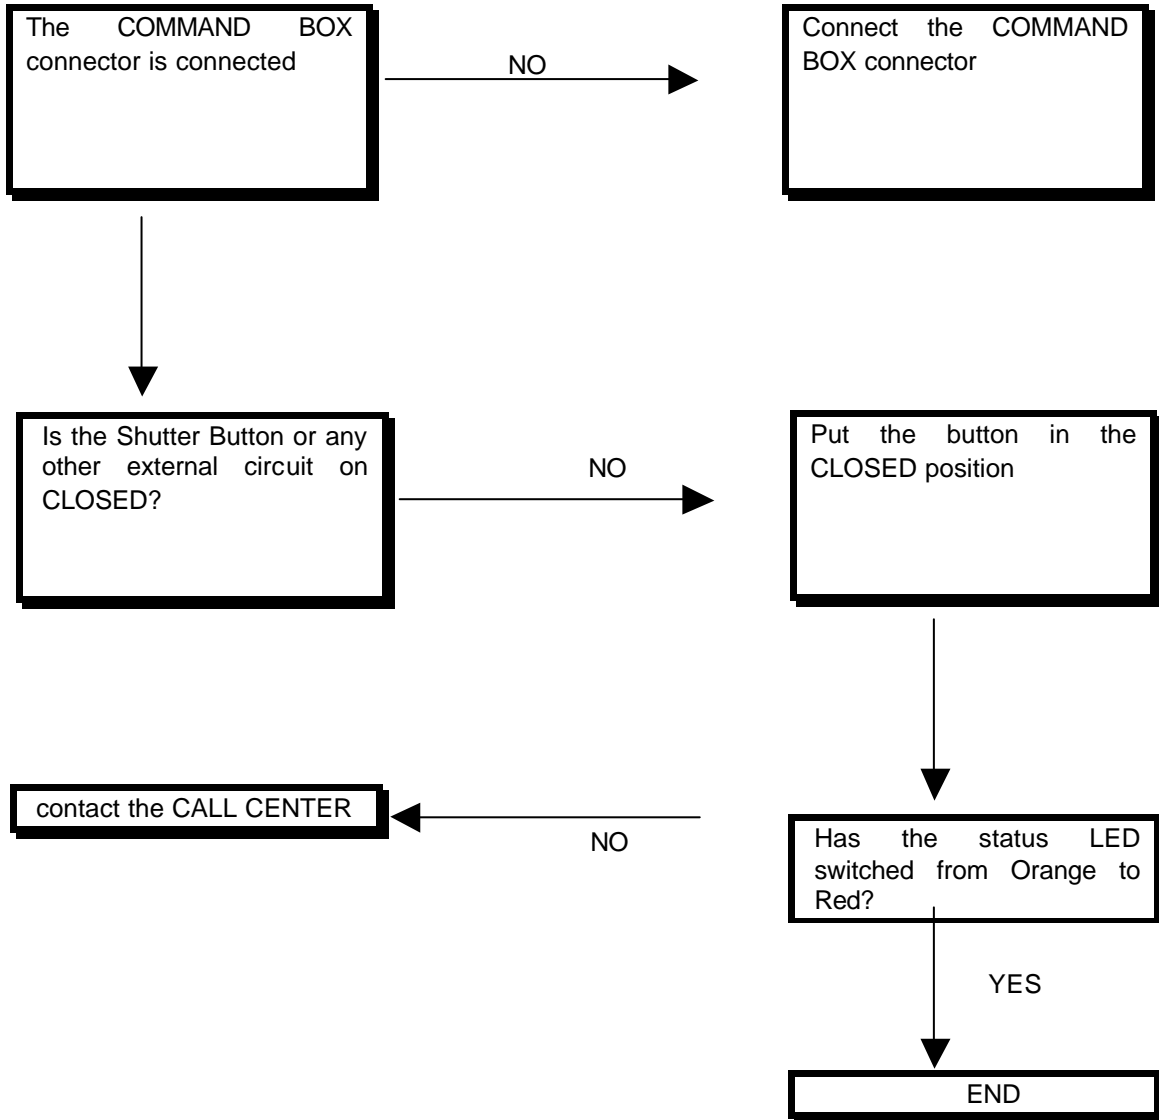 The COMMAND BOX
connector is connected
NO
Connect the COMMAND
BOX connector
Is the Shutter Button or any
other external circuit on
CLOSED?
NO
Put the button in the
CLOSED position
contact the CALL CENTER
NO
Has the status LED
switched from Orange to
Red?
YES
END